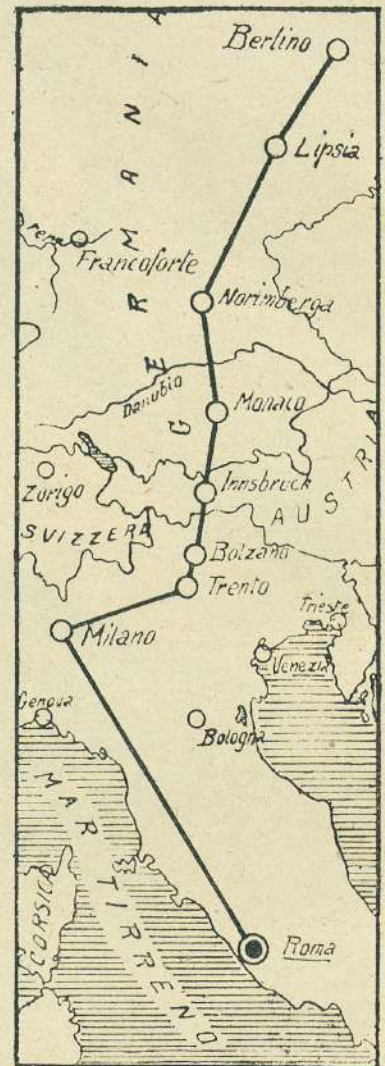 Berlino
Lipsia
GERMANIA
Francoforte
Norimberga
Danubio
Monaco
Zurigo
Innsbruck
AUSTRIA
SVIZZERA
Bolzano
Trento
Trieste
Milano
Venezia
Genova
Bologna
MAR TIRRENO
CORSICA
Roma